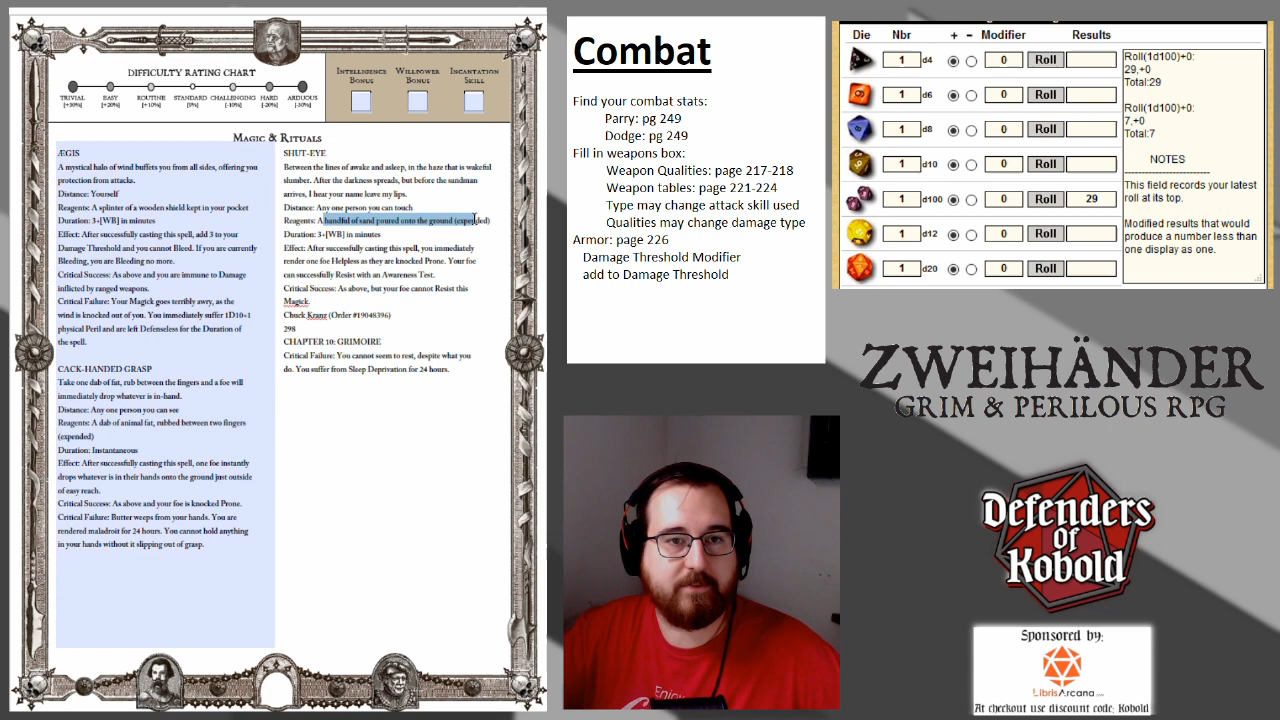 DIFFICULTY RATING CHART
TRIVIAL
[+30%]
EASY
[+20%]
ROUTINE
[+10%]
STANDARD
[0%]
CHALLENGING
[-10%]
HARD
[-20%]
ARDUOUS
[-30%]
INTELLIGENCE
BONUS
WILLPOWER
BONUS
INCANTATION
SKILL
MAGIC & RITUALS
ÆGIS
A mystical halo of wind buffets you from all sides, offering you
protection from attacks.
Distance: Yourself
Reagents: A splinter of a wooden shield kept in your pocket
Duration: 3+[WB] in minutes
Effect: After successfully casting this spell, add 3 to your
Damage Threshold and you cannot Bleed. If you are currently
Bleeding, you are Bleeding no more.
Critical Success: As above and you are immune to Damage
inflicted by ranged weapons.
Critical Failure: Your Magick goes terribly awry, as the
wind is knocked out of you. You immediately suffer 1D10+1
physical Peril and are left Defenseless for the Duration of
the spell.
CACK-HANDED GRASP
Take one dab of fat, rub between the fingers and a foe will
immediately drop whatever is in-hand.
Distance: Any one person you can see
Reagents: A dab of animal fat, rubbed between two fingers
(expended)
Duration: Instantaneous
Effect: After successfully casting this spell, one foe instantly
drops whatever is in their hands onto the ground just outside
of easy reach.
Critical Success: As above and your foe is knocked Prone.
Critical Failure: Butter weeps from your hands. You are
rendered maladroit for 24 hours. You cannot hold anything
in your hands without it slipping out of grasp.
SHUT-EYE
Between the lines of awake and asleep, in the haze that is wakeful
slumber. After the darkness spreads, but before the sandman
arrives, I hear your name leave my lips.
Distance: Any one person you can touch
Reagents: A handful of sand poured onto the ground (expended)
Duration: 3+[WB] in minutes
Effect: After successfully casting this spell, you immediately
render one foe Helpless as they are knocked Prone. Your foe
can successfully Resist with an Awareness Test.
Critical Success: As above, but your foe cannot Resist this
Magick.
Chuck Kranz (Order #19048396)
298
CHAPTER 10: GRIMOIRE
Critical Failure: You cannot seem to rest, despite what you
do. You suffer from Sleep Deprivation for 24 hours.
Combat
Find your combat stats:
Parry: pg 249
Dodge: pg 249
Fill in weapons box:
Weapon Qualities: page 217-218
Weapon tables: page 221-224
Type may change attack skill used
Qualities may change damage type
Armor: page 226
Damage Threshold Modifier
add to Damage Threshold
Die Nbr + - Modifier Results
d4 1 0 Roll
d6 1 0 Roll
d8 1 0 Roll
d10 1 0 Roll
d100 1 0 Roll 29
d12 1 0 Roll
d20 1 0 Roll
Roll(1d100)+0:
29,+0
Total:29
Roll(1d100)+0:
7,+0
Total:7
NOTES
------------------------
This field records your latest
roll at its top.
Modified results that would
produce a number less than
one display as one.
ZWEIHÄNDER
GRIM & PERILOUS RPG
Defenders
of
Kobold
Enjoy
Sponsored by:
LibrisArcana.com
At checkout use discount code: Kobold